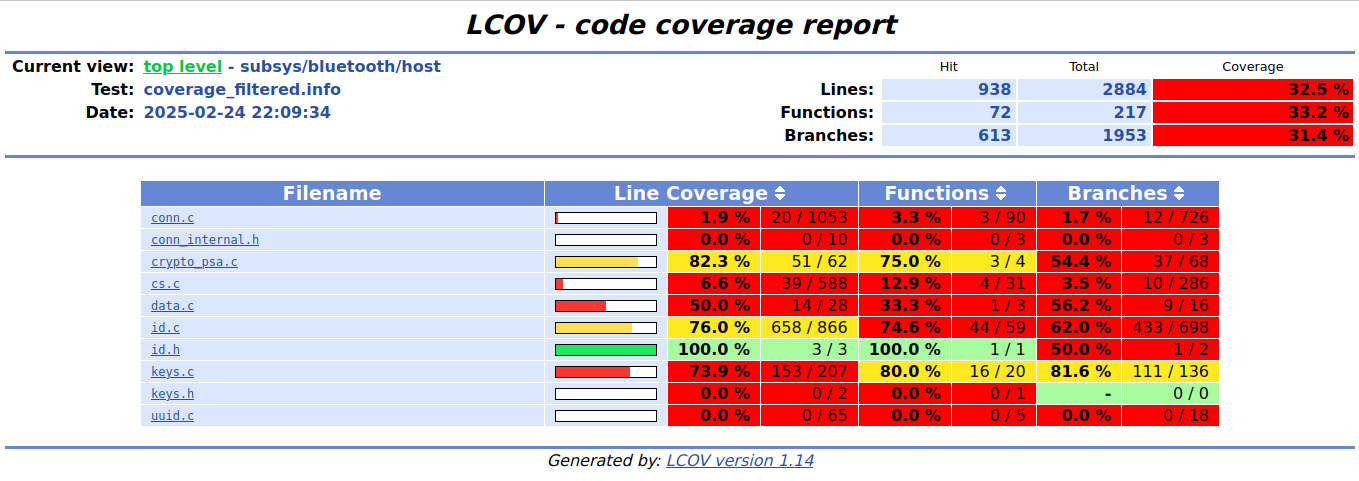 LCOV - code coverage report
Current view: top level - subsys/bluetooth/host Hit Total Coverage
Test: coverage_filtered.info Lines: 938 2884 32.5 %
Date: 2025-02-24 22:09:34 Functions: 72 217 33.2 %
Branches: 613 1953 31.4 %
Filename Line Coverage Functions Branches
conn.c 1.9 % 20 / 1053 3.3 % 3 / 90 1.7 % 12 / 726
conn_internal.h 0.0 % 0 / 10 0.0 % 0 / 3 0.0 % 0 / 3
crypto_psa.c 82.3 % 51 / 62 75.0 % 3 / 4 54.4 % 37 / 68
cs.c 6.6 % 39 / 588 12.9 % 4 / 31 3.5 % 10 / 286
data.c 50.0 % 14 / 28 33.3 % 1 / 3 56.2 % 9 / 16
id.c 76.0 % 658 / 866 74.6 % 44 / 59 62.0 % 433 / 698
id.h 100.0 % 3 / 3 100.0 % 1 / 1 50.0 % 1 / 2
keys.c 73.9 % 153 / 207 80.0 % 16 / 20 81.6 % 111 / 136
keys.h 0.0 % 0 / 2 0.0 % 0 / 1 - 0 / 0
uuid.c 0.0 % 0 / 65 0.0 % 0 / 5 0.0 % 0 / 18
Generated by: LCOV version 1.14